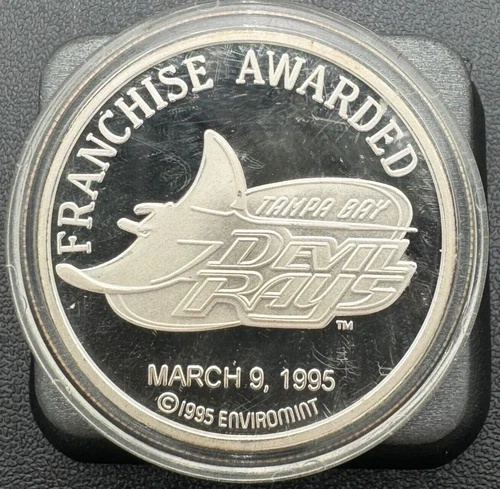 FRANCHISE AWARDED
TAMPA BAY
DEVIL
RAYS
TM
MARCH 9, 1995
©1995 ENVIROMINT